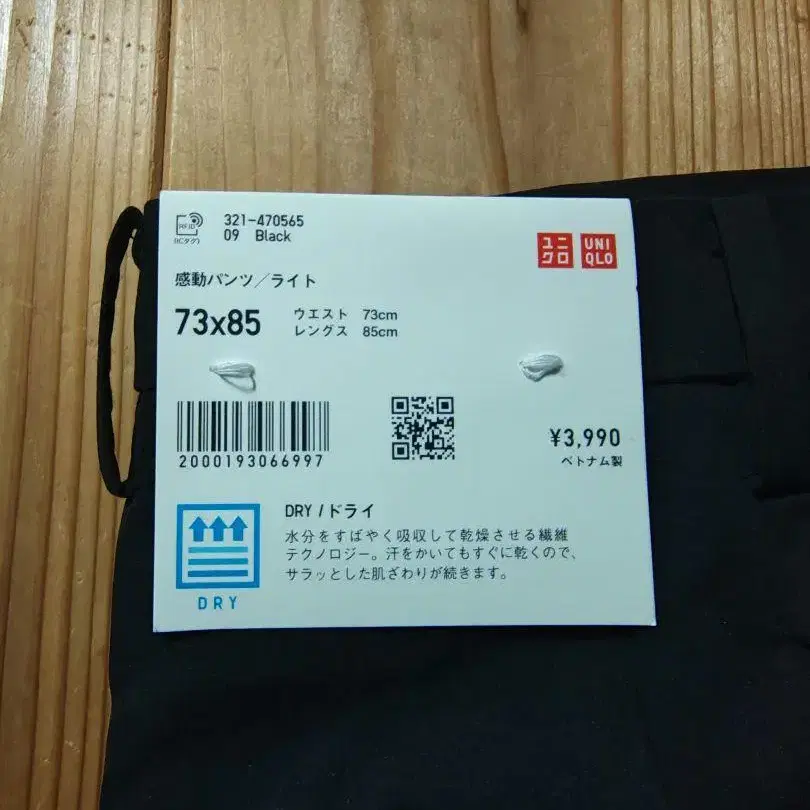 RFID
(ICタグ)
321-470565
09 Black
ユニ
クロ
UNI
QLO
感動パンツ／ライト
73x85
ウエスト 73cm
レングス 85cm
2000193066997
¥3,990
ベトナム製
DRY / ドライ
水分をすばやく吸収して乾燥させる繊維
テクノロジー。汗をかいてもすぐに乾くので、
サラッとした肌ざわりが続きます。
DRY